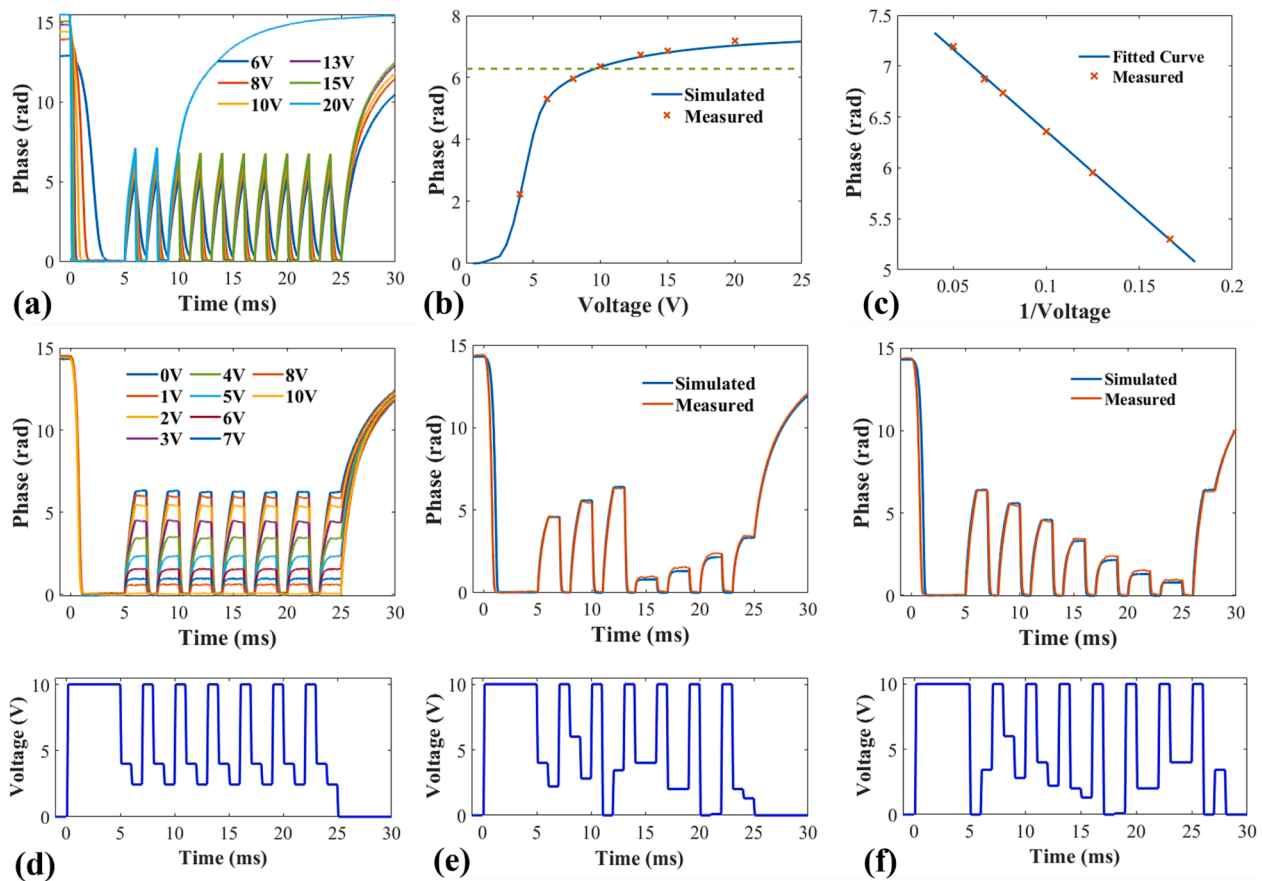 15
10
5
0
Phase (rad)
6V
8V
10V
13V
15V
20V
0
5
10
15
20
25
30
Time (ms)
(a)
8
6
4
2
0
Phase (rad)
Simulated
Measured
0
5
10
15
20
25
Voltage (V)
(b)
7.5
7
6.5
6
5.5
5
Phase (rad)
Fitted Curve
Measured
0.05
0.1
0.15
0.2
1/Voltage
(c)
15
10
5
0
Phase (rad)
0V
1V
2V
3V
4V
5V
6V
7V
8V
10V
0
5
10
15
20
25
30
Time (ms)
15
10
5
0
Phase (rad)
Simulated
Measured
0
5
10
15
20
25
30
Time (ms)
15
10
5
0
Phase (rad)
Simulated
Measured
0
5
10
15
20
25
30
Time (ms)
10
5
0
Voltage (V)
0
5
10
15
20
25
30
Time (ms)
(d)
10
5
0
Voltage (V)
0
5
10
15
20
25
30
Time (ms)
(e)
10
5
0
Voltage (V)
0
5
10
15
20
25
30
Time (ms)
(f)